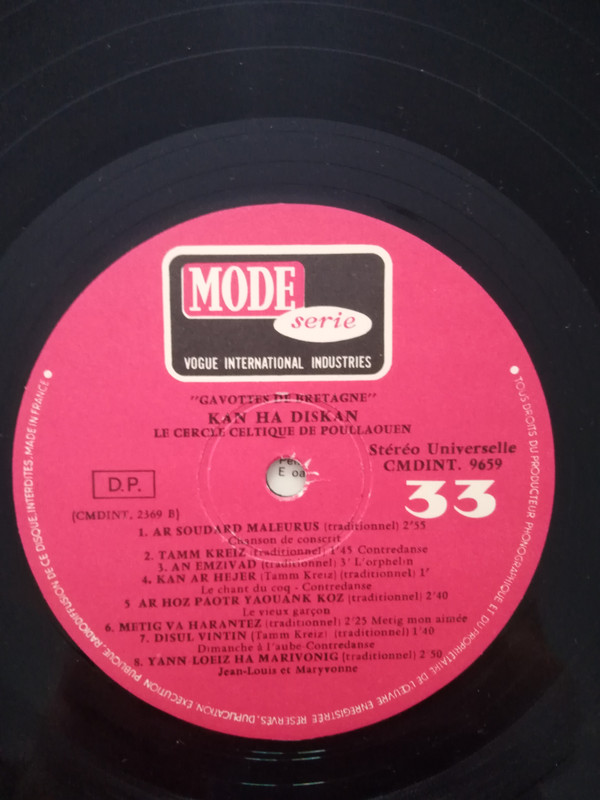 MODE
serie
VOGUE INTERNATIONAL INDUSTRIES
"GAVOTTES DE BRETAGNE"
KAN HA DISKAN
LE CERCLE CELTIQUE DE POULLAOUEN
Stéréo Universelle
CMDINT. 9659
33
D.P.
(CMDINT. 2369 B)
1. AR SOUDARD MALEURUS (traditionnel) 2'55
Chanson de conscrit
2. TAMM KREIZ (traditionnel) 1'45 Contredanse
3. AN EMZIVAD (traditionnel) 3' L'orphelin
4. KAN AR HEJER (Tamm Kreiz) (traditionnel) 1'
Le chant du coq - Contredanse
5 AR HOZ PAOTR YAOUANK KOZ (traditionnel) 2'40
Le vieux garçon
6. METIG VA HARANTEZ (traditionnel) 2'25 Metig mon aimée
7. DISUL VINTIN (Tamm Kreiz) (traditionnel) 1'40
Dimanche à l'aube-Contredanse
8. YANN-LOEIZ HA MARIVONIG (traditionnel) 2'50
Jean-Louis et Maryvonne
TOUS DROITS DU PRODUCTEUR PHONOGRAPHIQUE ET DU PROPRIÉTAIRE DE L'ŒUVRE ENREGISTRÉE RÉSERVÉS. DUPLICATION EXÉCUTION PUBLIQUE, RADIODIFFUSION DE CE DISQUE INTERDITES. MADE IN FRANCE